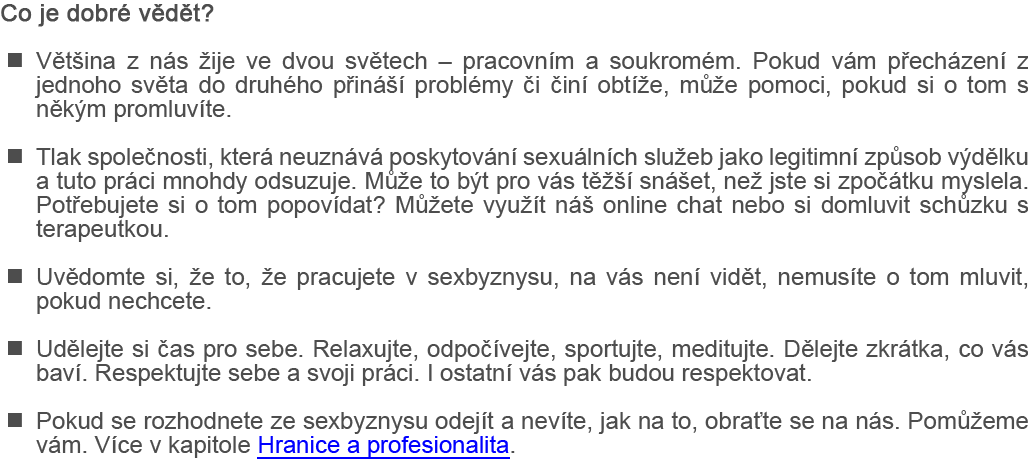 Co je dobré vědět?
■ Většina z nás žije ve dvou světech – pracovním a soukromém. Pokud vám přecházení z
jednoho světa do druhého přináší problémy či činí obtíže, může pomoci, pokud si o tom s
někým promluvíte.
■ Tlak společnosti, která neuznává poskytování sexuálních služeb jako legitimní způsob výdělku
a tuto práci mnohdy odsuzuje. Může to být pro vás těžší snášet, než jste si zpočátku myslela.
Potřebujete si o tom popovídat? Můžete využít náš online chat nebo si domluvit schůzku s
terapeutkou.
■ Uvědomte si, že to, že pracujete v sexbyznysu, na vás není vidět, nemusíte o tom mluvit,
pokud nechcete.
■ Udělejte si čas pro sebe. Relaxujte, odpočívejte, sportujte, meditujte. Dělejte zkrátka, co vás
baví. Respektujte sebe a svoji práci. I ostatní vás pak budou respektovat.
■ Pokud se rozhodnete ze sexbyznysu odejít a nevíte, jak na to, obraťte se na nás. Pomůžeme
vám. Více v kapitole Hranice a profesionalita.